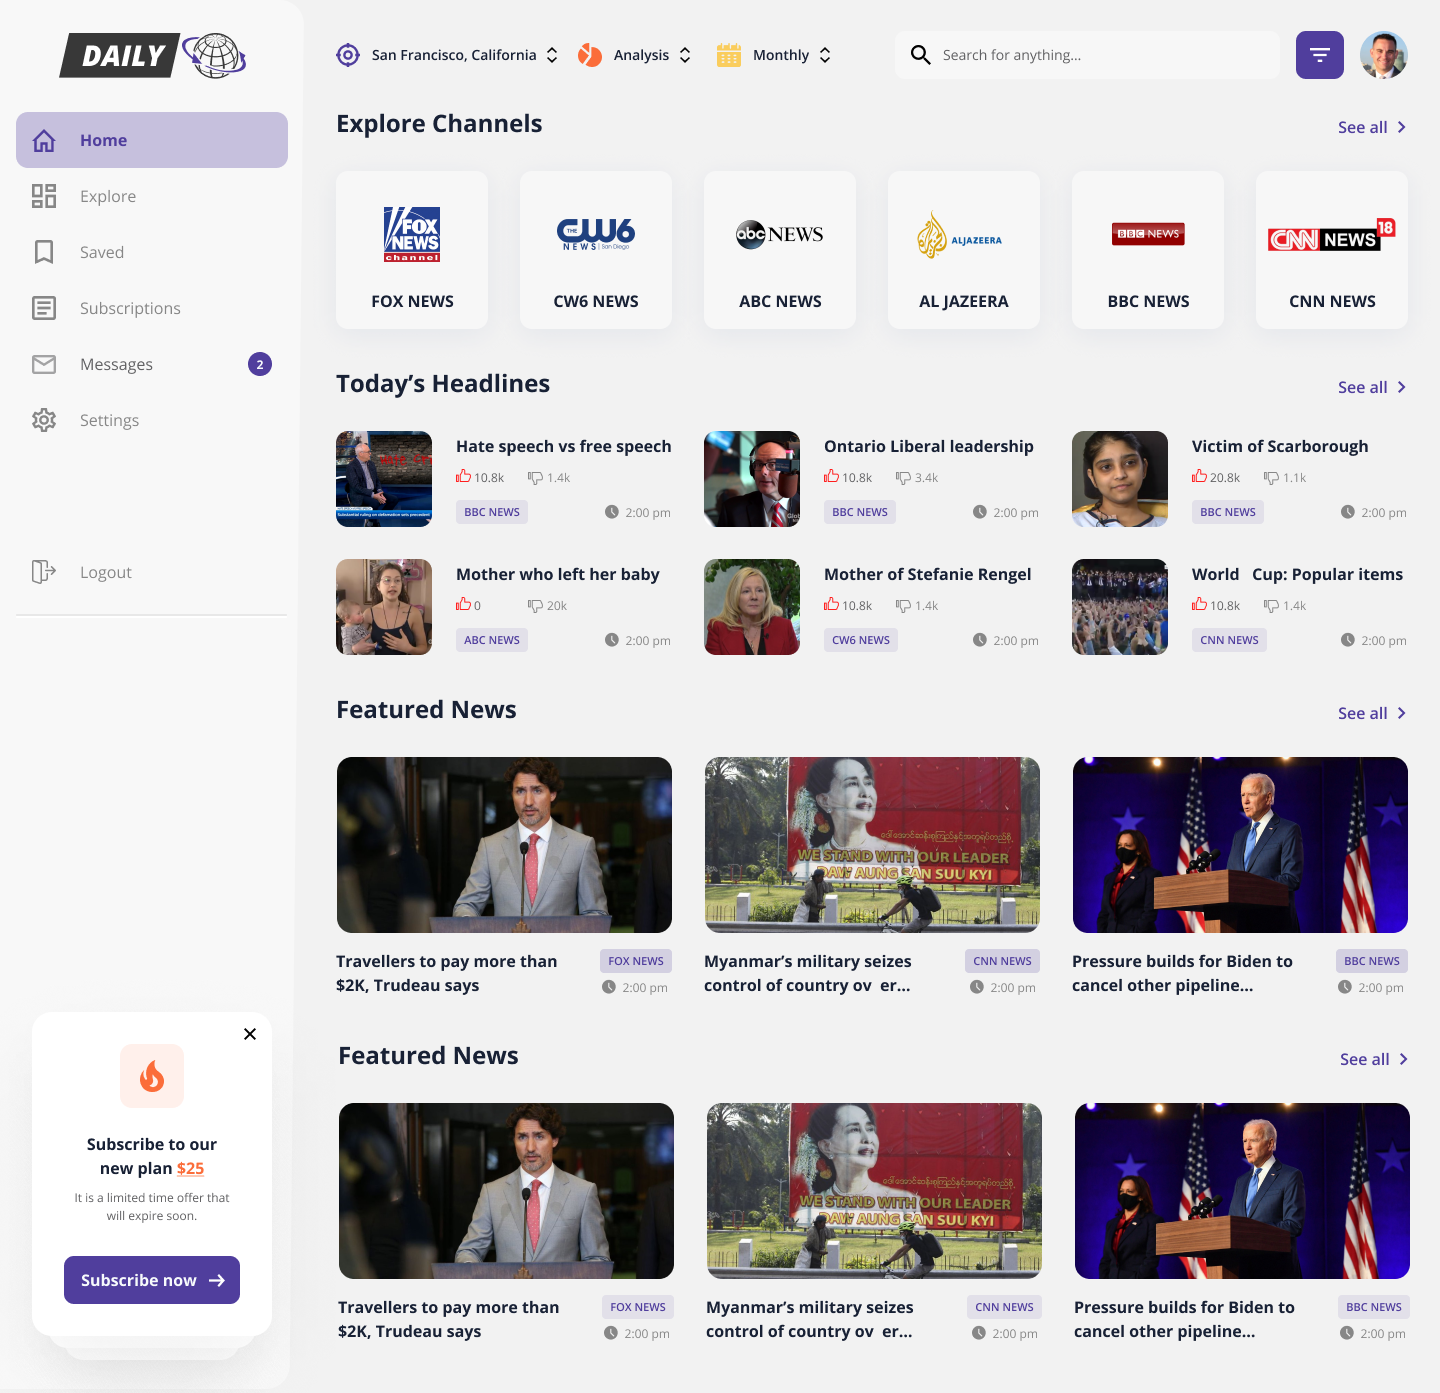 DAILY
Home
Explore
Saved
Subscriptions
Messages
2
Settings
Logout
Subscribe to our
new plan $25
It is a limited time offer that
will expire soon.
Subscribe now
San Francisco, California
Analysis
Monthly
Search for anything...
Explore Channels
See all
FOX
NEWS
channel
FOX NEWS
THE CW6
NEWS San Diego
CW6 NEWS
abc NEWS
ABC NEWS
ALJAZEERA
AL JAZEERA
BBC NEWS
BBC NEWS
CNN NEWS 18
CNN NEWS
Today’s Headlines
See all
Hate speech vs free speech
10.8k
1.4k
BBC NEWS
2:00 pm
Ontario Liberal leadership
10.8k
3.4k
BBC NEWS
2:00 pm
Victim of Scarborough
20.8k
1.1k
BBC NEWS
2:00 pm
Mother who left her baby
0
20k
ABC NEWS
2:00 pm
Mother of Stefanie Rengel
10.8k
1.4k
CW6 NEWS
2:00 pm
World   Cup: Popular items
10.8k
1.4k
CNN NEWS
2:00 pm
Featured News
See all
WE STAND WITH OUR LEADER
DAW AUNG SAN SUU KYI
Travellers to pay more than
$2K, Trudeau says
FOX NEWS
2:00 pm
Myanmar’s military seizes
control of country ov  er...
CNN NEWS
2:00 pm
Pressure builds for Biden to
cancel other pipeline...
BBC NEWS
2:00 pm
Featured News
See all
WE STAND WITH OUR LEADER
DAW AUNG SAN SUU KYI
Travellers to pay more than
$2K, Trudeau says
FOX NEWS
2:00 pm
Myanmar’s military seizes
control of country ov  er...
CNN NEWS
2:00 pm
Pressure builds for Biden to
cancel other pipeline...
BBC NEWS
2:00 pm